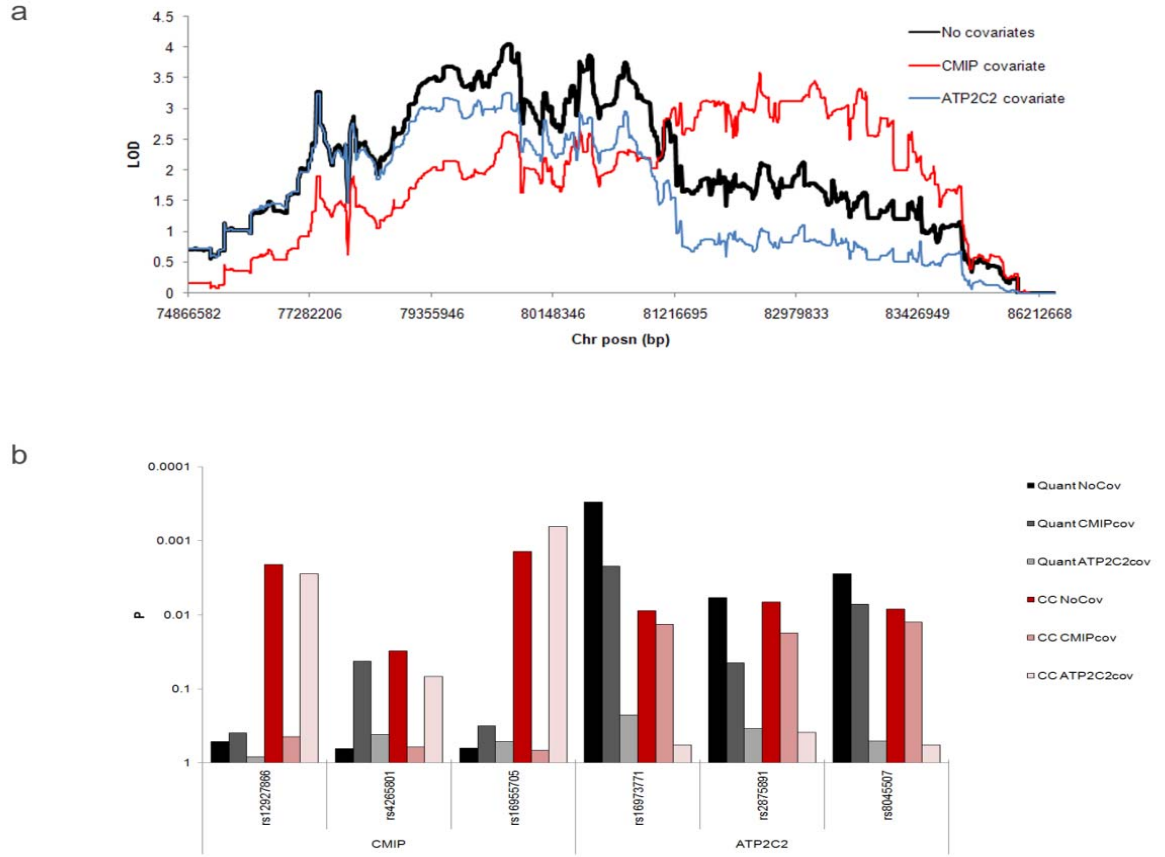 a
4.5
4
3.5
3
2.5
2
1.5
1
0.5
0
LOD
No covariates
CMIP covariate
ATP2C2 covariate
74866582 77282206 79355946 80148346 81216695 82979833 83426949 86212668
Chr posn (bp)
b
0.0001
0.001
0.01
0.1
1
P
Quant NoCov
Quant CMIPcov
Quant ATP2C2cov
CC NoCov
CC CMIPcov
CC ATP2C2cov
rs12927866
rs4265801
rs16955705
rs16973771
rs2875891
rs8045507
CMIP ATP2C2